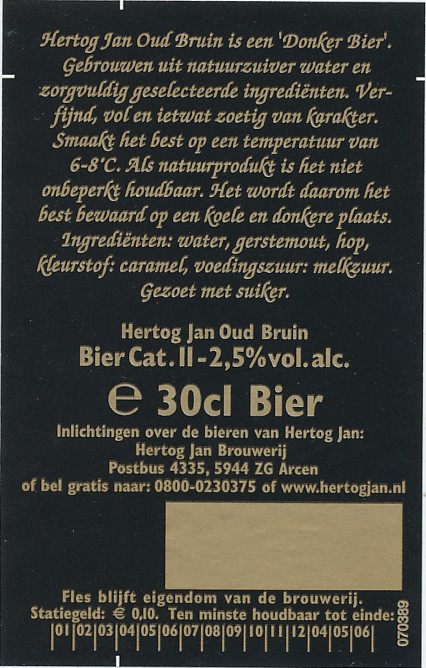 Hertog Jan Oud Bruin is een 'Donker Bier'.
Gebrouwen uit natuurzuiver water en
zorgvuldig geselecteerde ingrediënten. Ver-
fijnd, vol en ietwat zoetig van karakter.
Smaakt het best op een temperatuur van
6-8°C. Als natuurprodukt is het niet
onbeperkt houdbaar. Het wordt daarom het
best bewaard op een koele en donkere plaats.
Ingrediënten: water, gerstemout, hop,
kleurstof: caramel, voedingszuur: melkzuur.
Gezoet met suiker.
Hertog Jan Oud Bruin
Bier Cat. II - 2,5% vol. alc.
e 30cl Bier
Inlichtingen over de bieren van Hertog Jan:
Hertog Jan Brouwerij
Postbus 4335, 5944 ZG Arcen
of bel gratis naar: 0800-0230375 of www.hertogjan.nl
Fles blijft eigendom van de brouwerij.
Statiegeld: € 0,10. Ten minste houdbaar tot einde:
|01|02|03|04|05|06|07|08|09|10|11|12|04|05|06|
070389